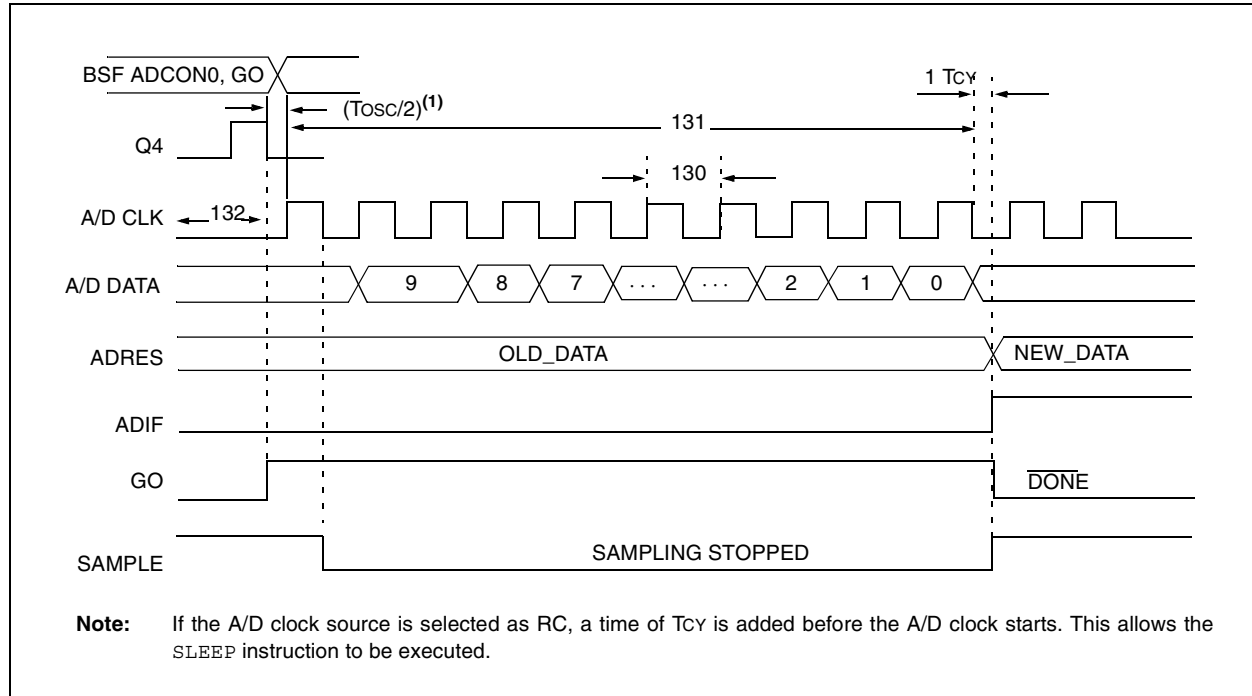 BSF ADCON0, GO
1 TCY
(TOSC/2)(1)
131
Q4
130
A/D CLK
132
A/D DATA
9
8
7
. . .
. . .
2
1
0
ADRES
OLD_DATA
NEW_DATA
ADIF
GO
DONE
SAMPLE
SAMPLING STOPPED
Note: If the A/D clock source is selected as RC, a time of TCY is added before the A/D clock starts. This allows the
SLEEP instruction to be executed.